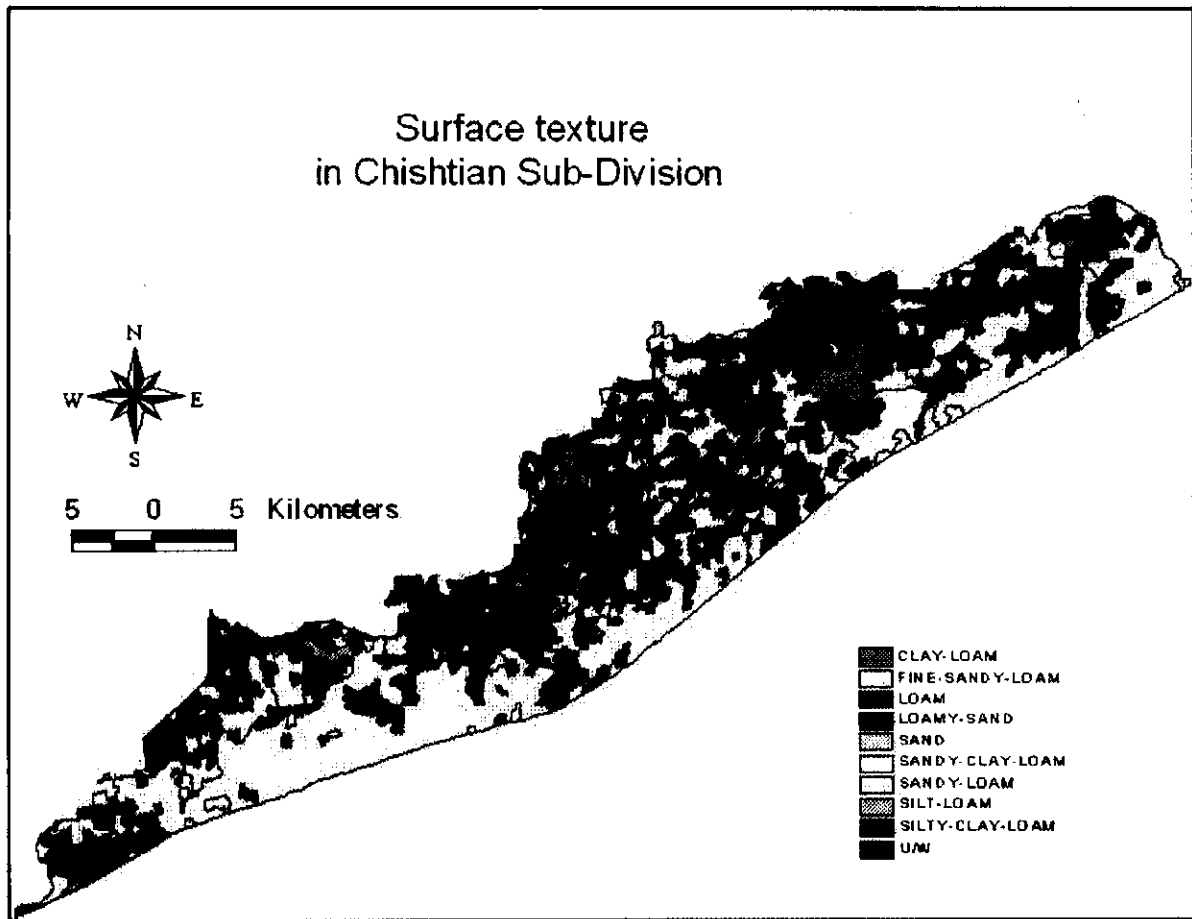 Surface texture
in Chishtian Sub-Division
N
W E
S
5 0 5 Kilometers
CLAY-LOAM
FINE-SANDY-LOAM
LOAM
LOAMY-SAND
SAND
SANDY-CLAY-LOAM
SANDY-LOAM
SILT-LOAM
SILTY-CLAY-LOAM
U/W